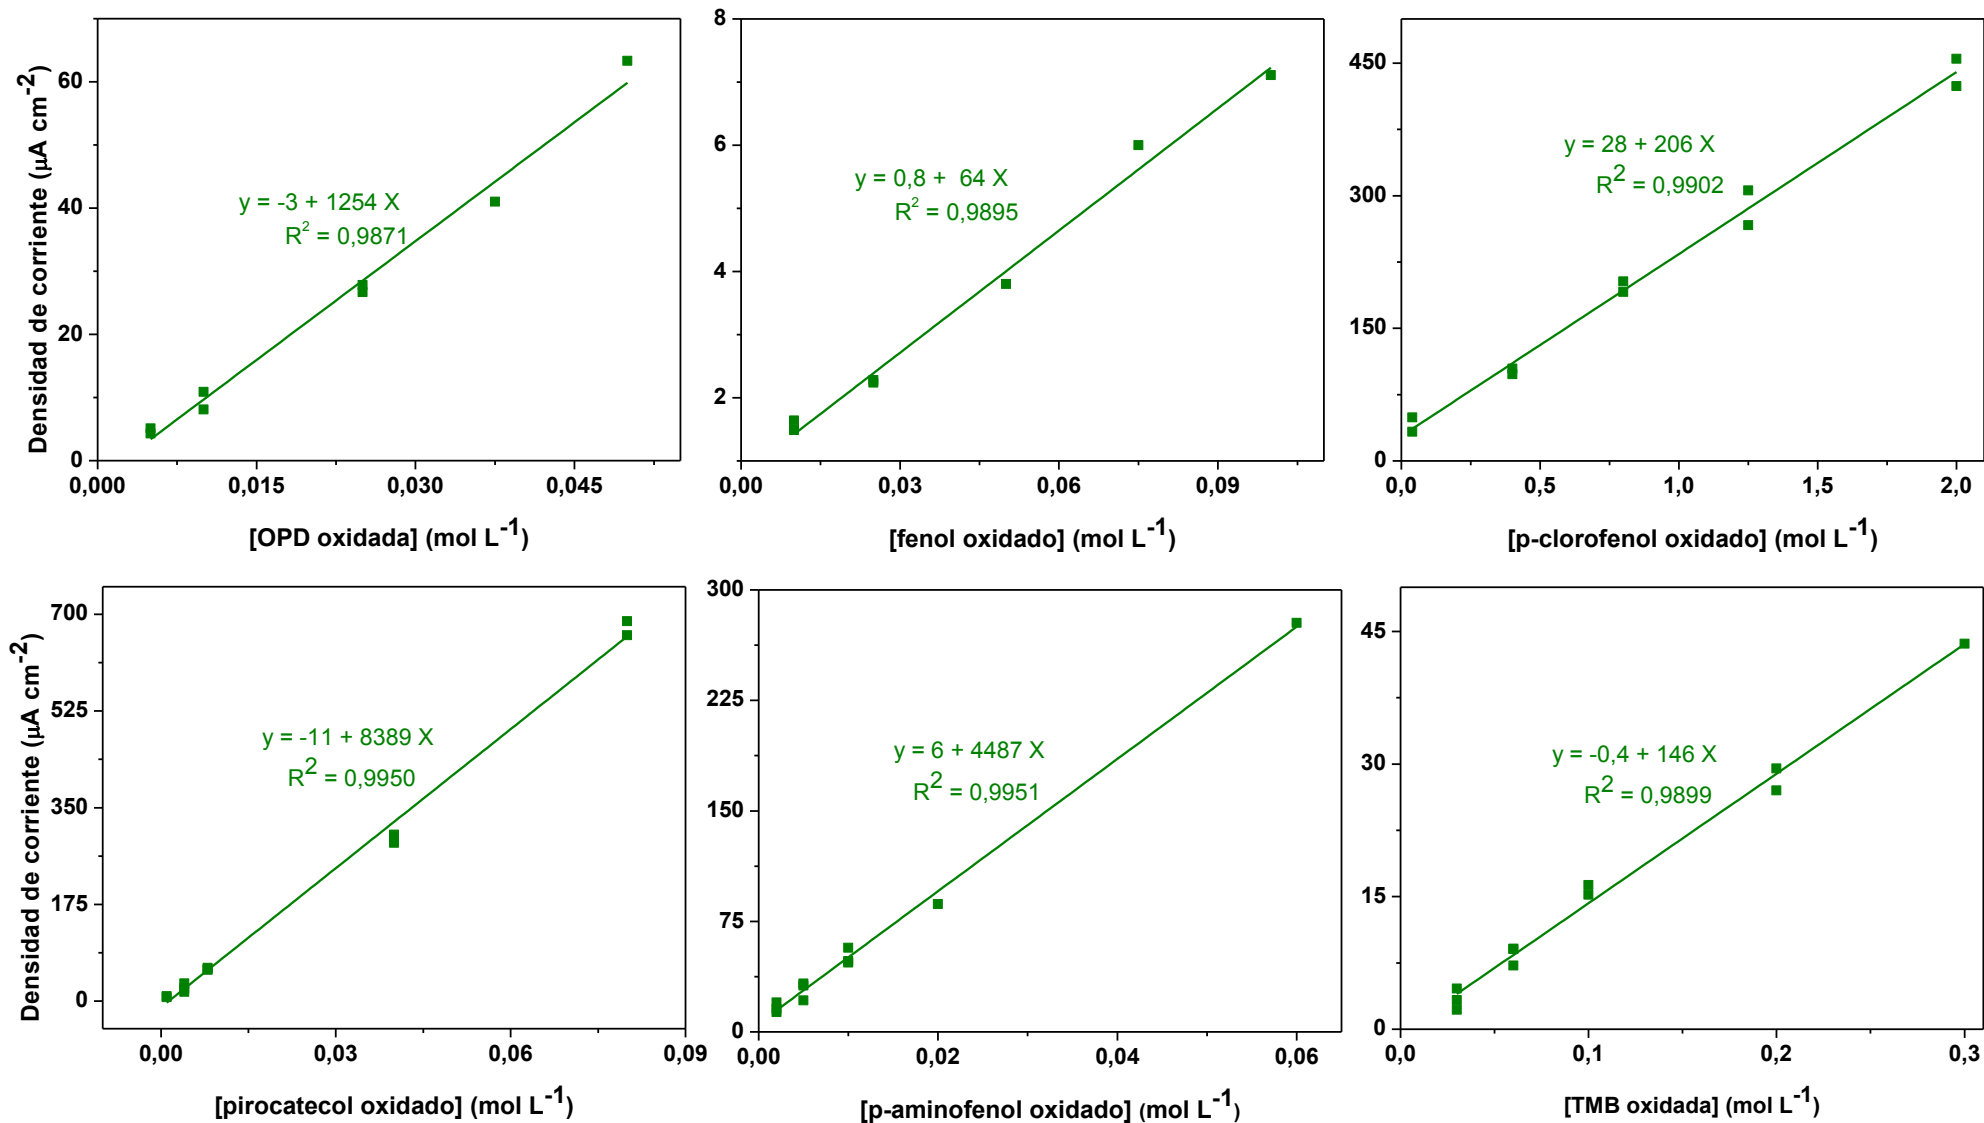 Densidad de corriente (µA cm⁻²)
60
40
20
0
0,000
0,015
0,030
0,045
y = -3 + 1254 X
R² = 0,9871
[OPD oxidada] (mol L⁻¹)
8
6
4
2
0,00
0,03
0,06
0,09
y = 0,8 + 64 X
R² = 0,9895
[fenol oxidado] (mol L⁻¹)
450
300
150
0
0,0
0,5
1,0
1,5
2,0
y = 28 + 206 X
R² = 0,9902
[p-clorofenol oxidado] (mol L⁻¹)
Densidad de corriente (µA cm⁻²)
700
525
350
175
0
0,00
0,03
0,06
0,09
y = -11 + 8389 X
R² = 0,9950
[pirocatecol oxidado] (mol L⁻¹)
300
225
150
75
0
0,00
0,02
0,04
0,06
y = 6 + 4487 X
R² = 0,9951
[p-aminofenol oxidado] (mol L⁻¹)
45
30
15
0
0,0
0,1
0,2
0,3
y = -0,4 + 146 X
R² = 0,9899
[TMB oxidada] (mol L⁻¹)